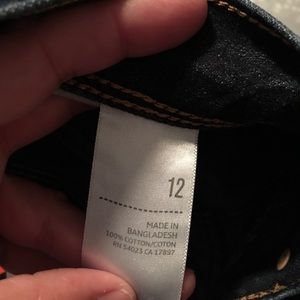 12
MADE IN
BANGLADESH
100% COTTON/COTON
RN 54023 CA 17897